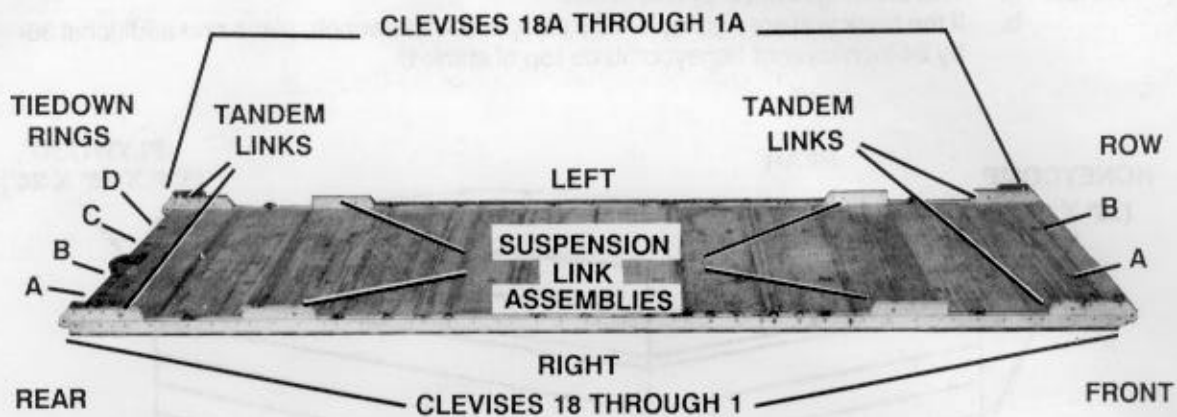 CLEVISES 18A THROUGH 1A
TIEDOWN
RINGS
TANDEM
LINKS
TANDEM
LINKS
ROW
D
C
B
A
LEFT
B
A
SUSPENSION
LINK
ASSEMBLIES
RIGHT
REAR
CLEVISES 18 THROUGH 1
FRONT